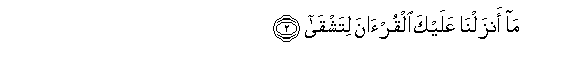 مَآ أَنزَلْنَا عَلَيْكَ ٱلْقُرْءَانَ لِتَشْقَىٰٓ ۝٢